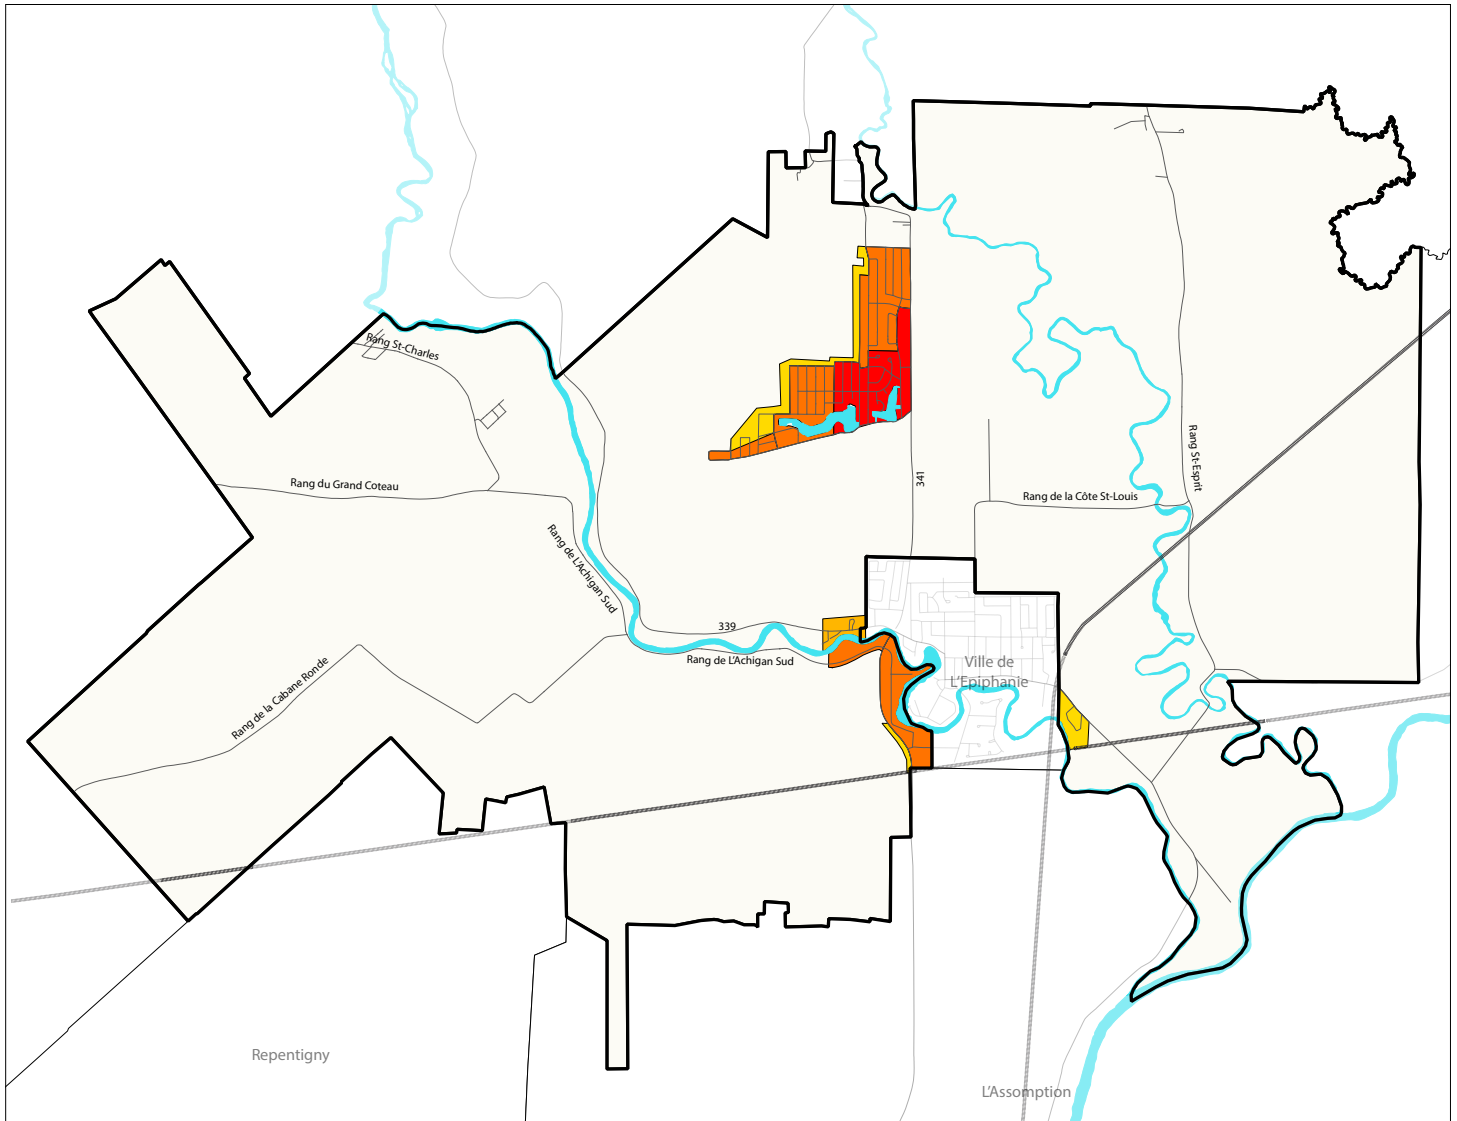 Rang St-Charles
Rang St-Esprit
341
Rang du Grand Coteau
Rang de la Côte St-Louis
Rang de L'Achigan Sud
339
Rang de L'Achigan Sud
Ville de
L'Epiphanie
Rang de la Cabane Ronde
Repentigny
L'Assomption